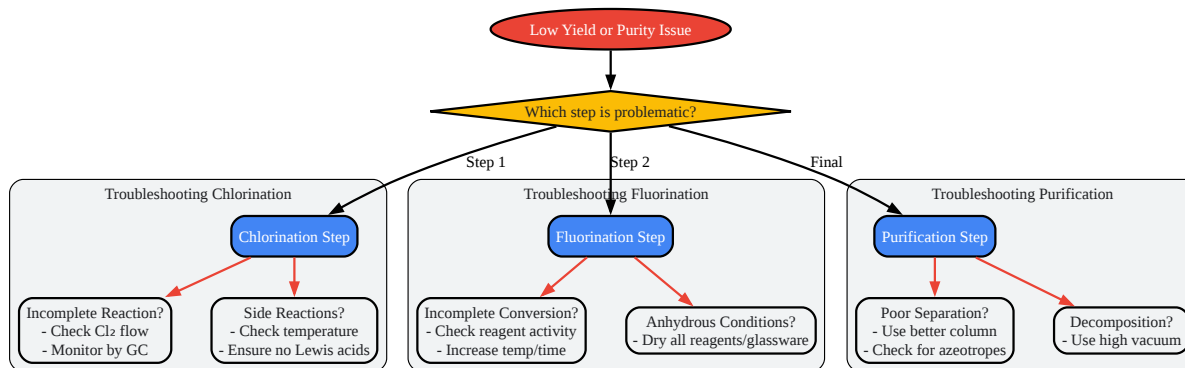 Low Yield or Purity Issue
Which step is problematic?
Step 1
Step 2
Final
Troubleshooting Chlorination
Chlorination Step
Incomplete Reaction?
- Check Cl₂ flow
- Monitor by GC
Side Reactions?
- Check temperature
- Ensure no Lewis acids
Troubleshooting Fluorination
Fluorination Step
Incomplete Conversion?
- Check reagent activity
- Increase temp/time
Anhydrous Conditions?
- Dry all reagents/glassware
Troubleshooting Purification
Purification Step
Poor Separation?
- Use better column
- Check for azeotropes
Decomposition?
- Use high vacuum